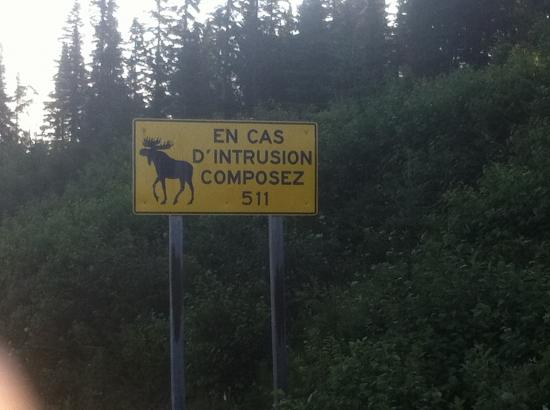 EN CAS
D'INTRUSION
COMPOSEZ
511